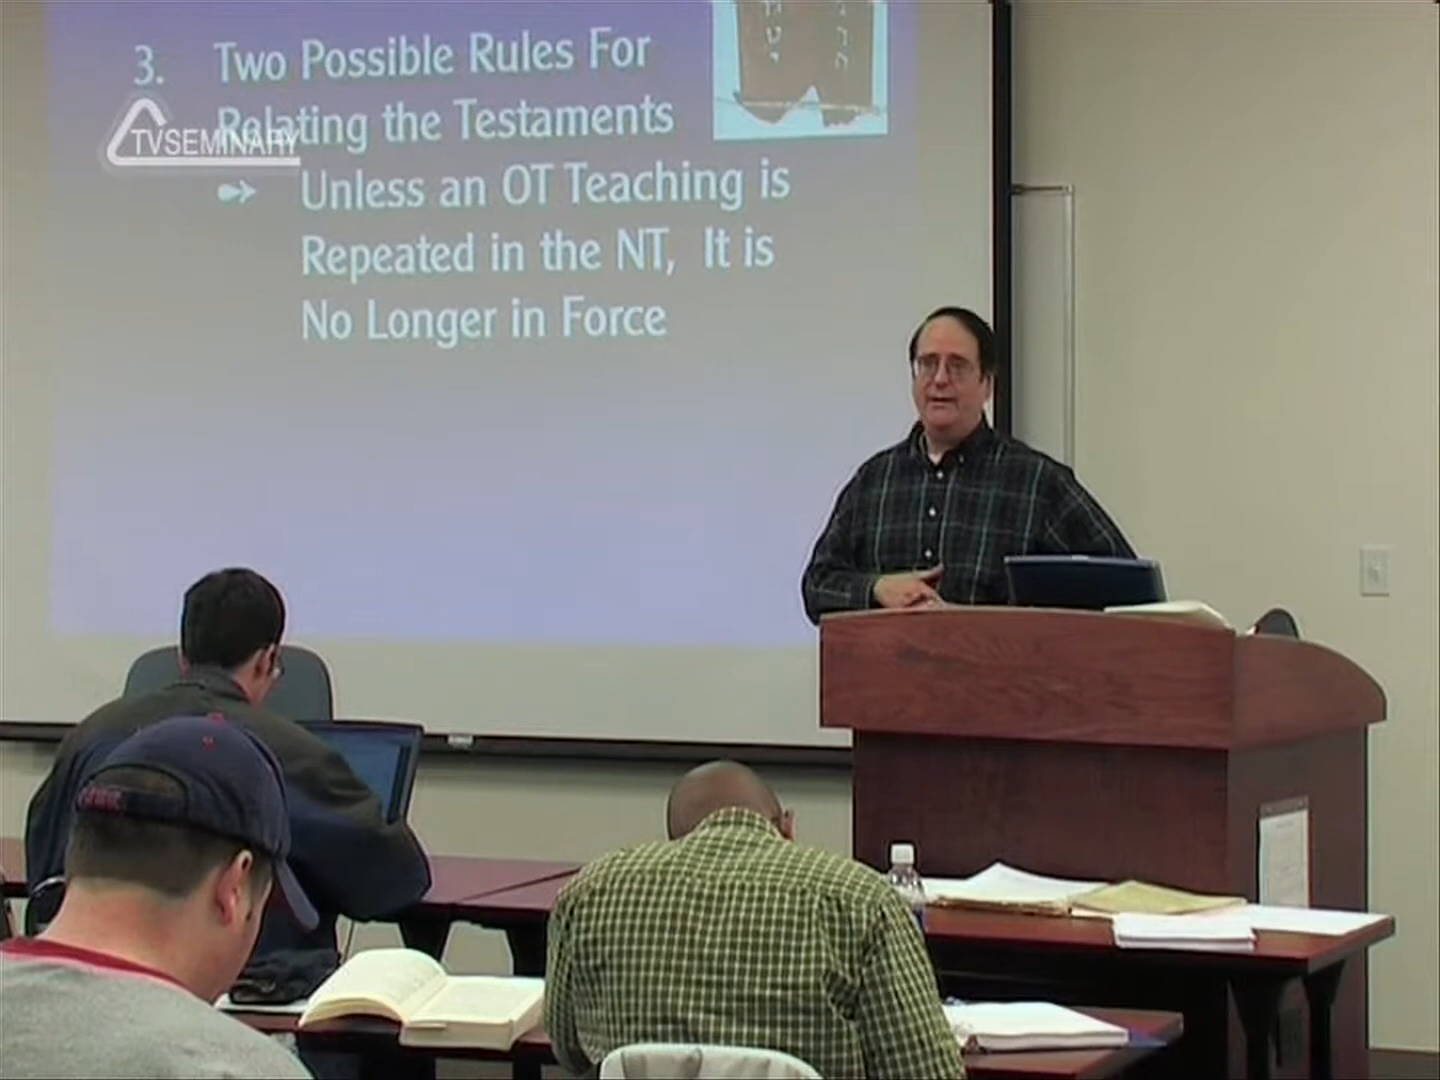 3. Two Possible Rules For
Relating the Testaments
TVSEMINARY
Unless an OT Teaching is
Repeated in the NT, It is
No Longer in Force